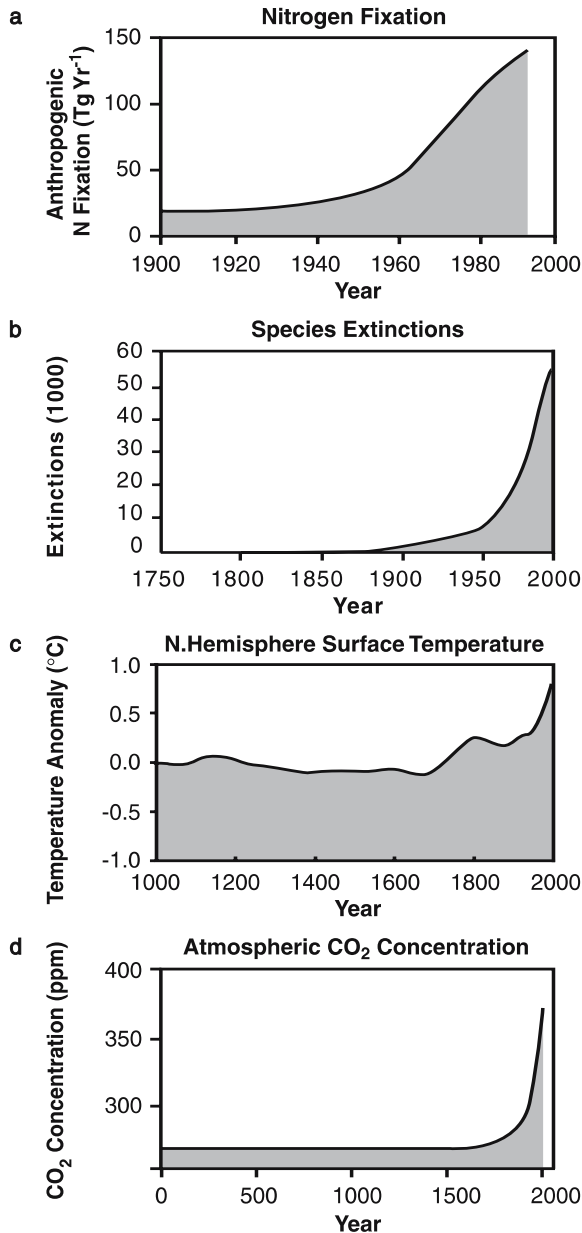 a
Nitrogen Fixation
Anthropogenic
N Fixation (Tg Yr-1)
150
100
50
0
1900 1920 1940 1960 1980 2000
Year
b
Species Extinctions
Extinctions (1000)
60
50
40
30
20
10
0
1750 1800 1850 1900 1950 2000
Year
c
N.Hemisphere Surface Temperature
Temperature Anomaly (°C)
1.0
0.5
0.0
-0.5
-1.0
1000 1200 1400 1600 1800 2000
Year
d
Atmospheric CO2 Concentration
CO2 Concentration (ppm)
400
350
300
0 500 1000 1500 2000
Year